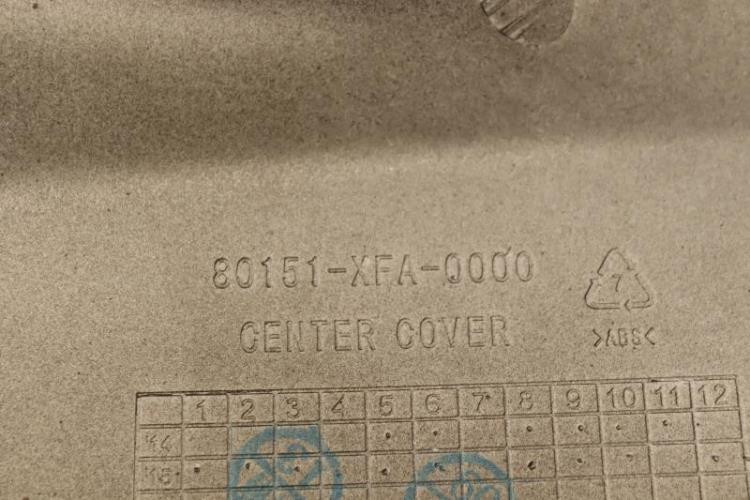 80151-XFA-0000
7
CENTER COVER
>ABS<
1 2 3 4 5 6 7 8 9 10 11 12
14
15